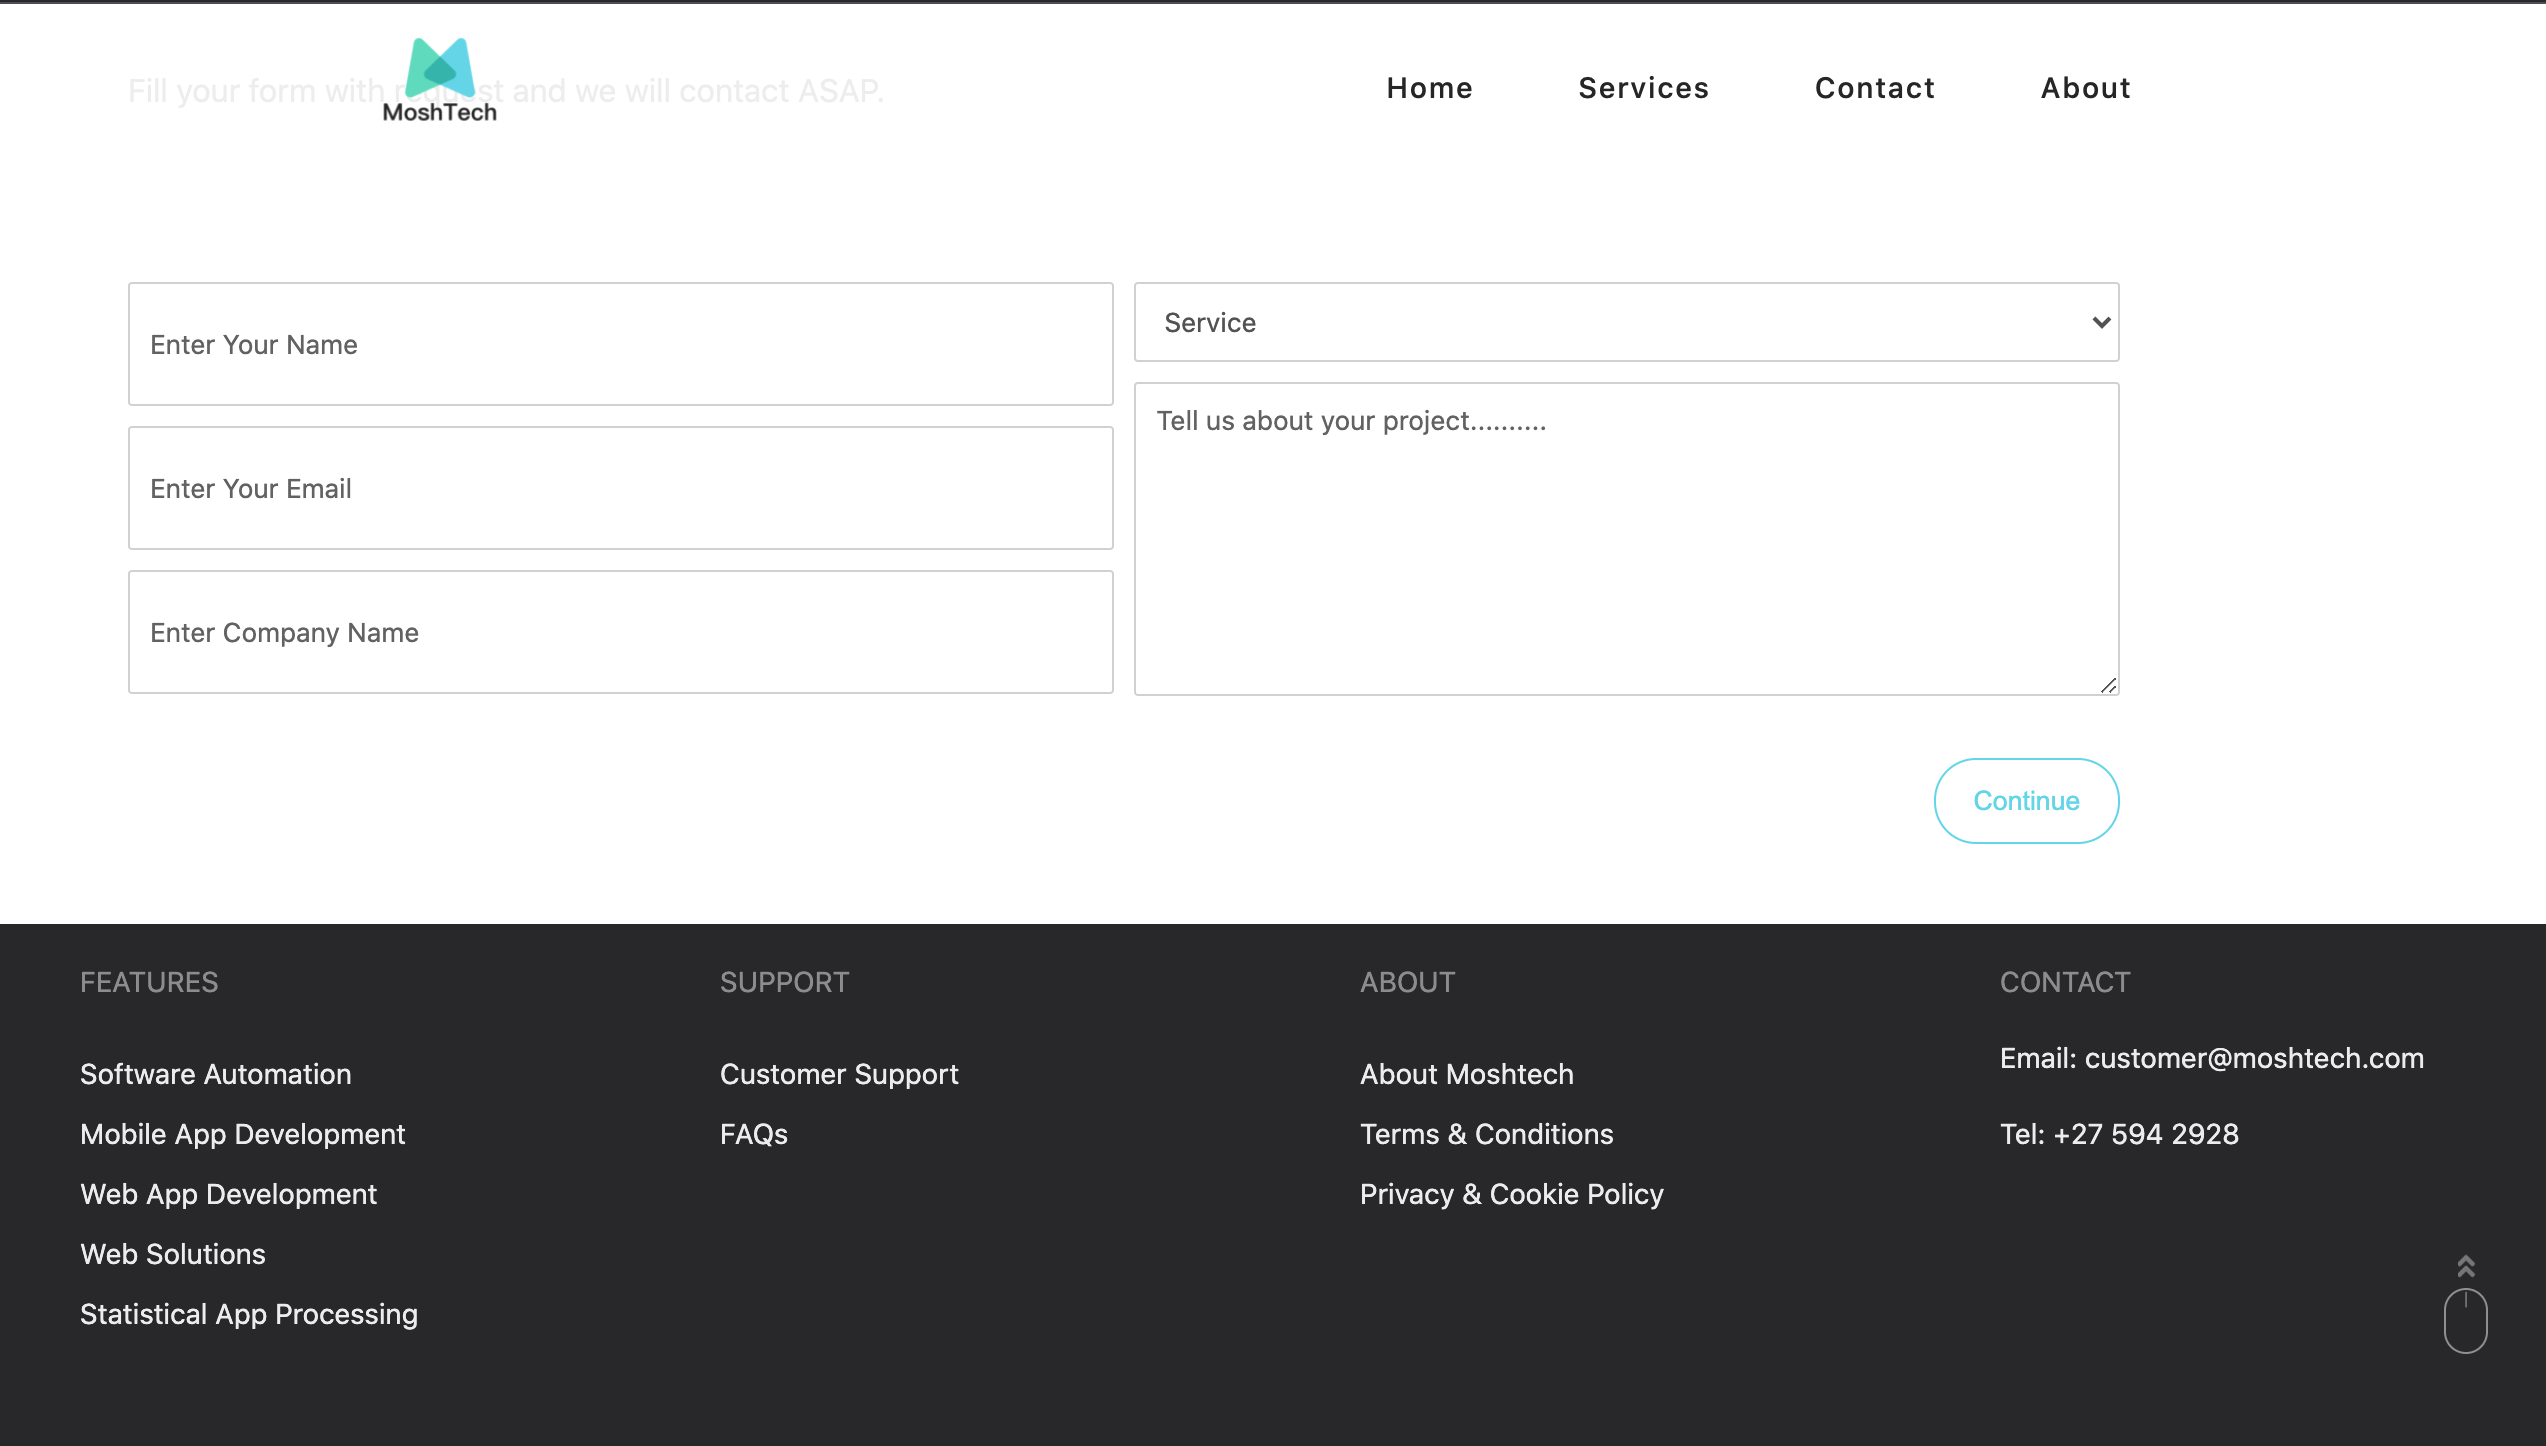 Fill your form with request and we will contact ASAP.
MoshTech
Home Services Contact About
Enter Your Name
Enter Your Email
Enter Company Name
Service
Tell us about your project..........
Continue
FEATURES
Software Automation
Mobile App Development
Web App Development
Web Solutions
Statistical App Processing
SUPPORT
Customer Support
FAQs
ABOUT
About Moshtech
Terms & Conditions
Privacy & Cookie Policy
CONTACT
Email: customer@moshtech.com
Tel: +27 594 2928